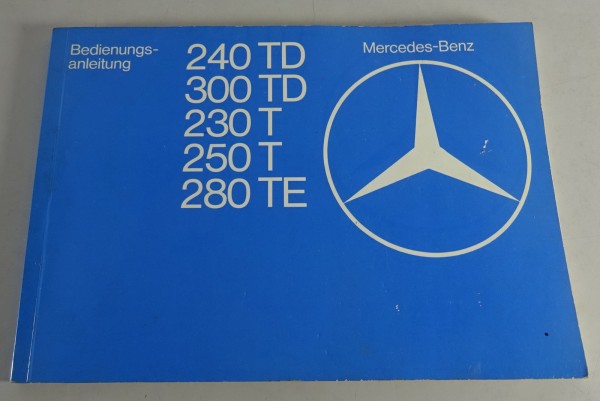 Bedienungs-
anleitung
240 TD
300 TD
230 T
250 T
280 TE
Mercedes-Benz